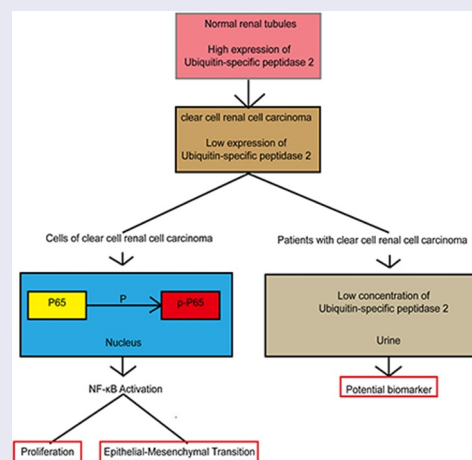 Normal renal tubules
High expression of
Ubiquitin-specific peptidase 2
clear cell renal cell carcinoma
Low expression of
Ubiquitin-specific peptidase 2
Cells of clear cell renal cell carcinoma
Patients with clear cell renal cell carcinoma
P65
P
p-P65
Nucleus
Low concentration of
Ubiquitin-specific peptidase 2
Urine
NF-κB Activation
Potential biomarker
Proliferation
Epithelial-Mesenchymal Transition